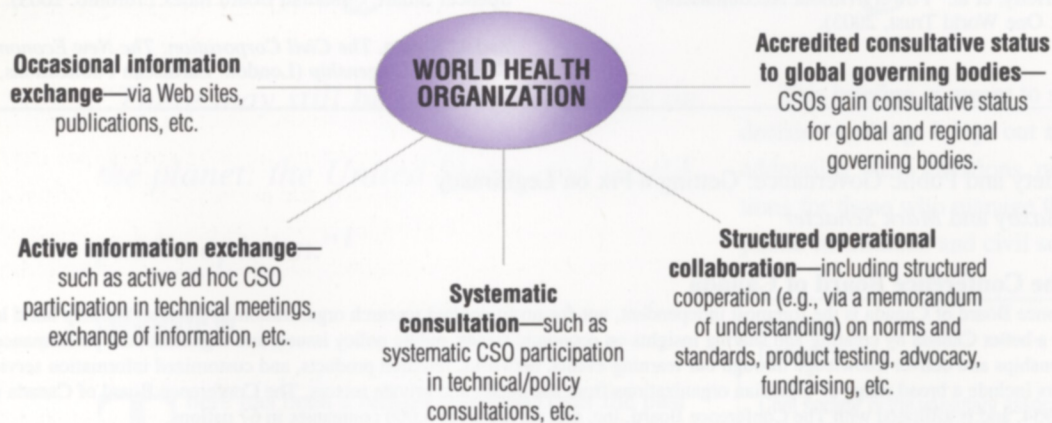 WORLD HEALTH
ORGANIZATION
Occasional information
exchange—via Web sites,
publications, etc.
Active information exchange—
such as active ad hoc CSO
participation in technical meetings,
exchange of information, etc.
Systematic
consultation—such as
systematic CSO participation
in technical/policy
consultations, etc.
Structured operational
collaboration—including structured
cooperation (e.g., via a memorandum
of understanding) on norms and
standards, product testing, advocacy,
fundraising, etc.
Accredited consultative status
to global governing bodies—
CSOs gain consultative status
for global and regional
governing bodies.